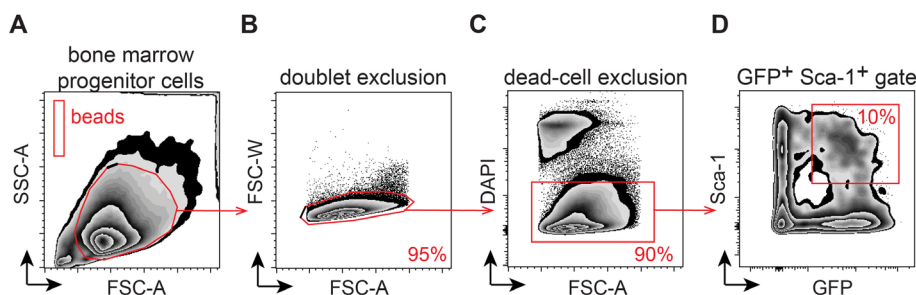 A
bone marrow
progenitor cells
beads
SSC-A
FSC-A
B
doublet exclusion
FSC-W
95%
FSC-A
C
dead-cell exclusion
DAPI
90%
FSC-A
D
GFP+ Sca-1+ gate
10%
Sca-1
GFP